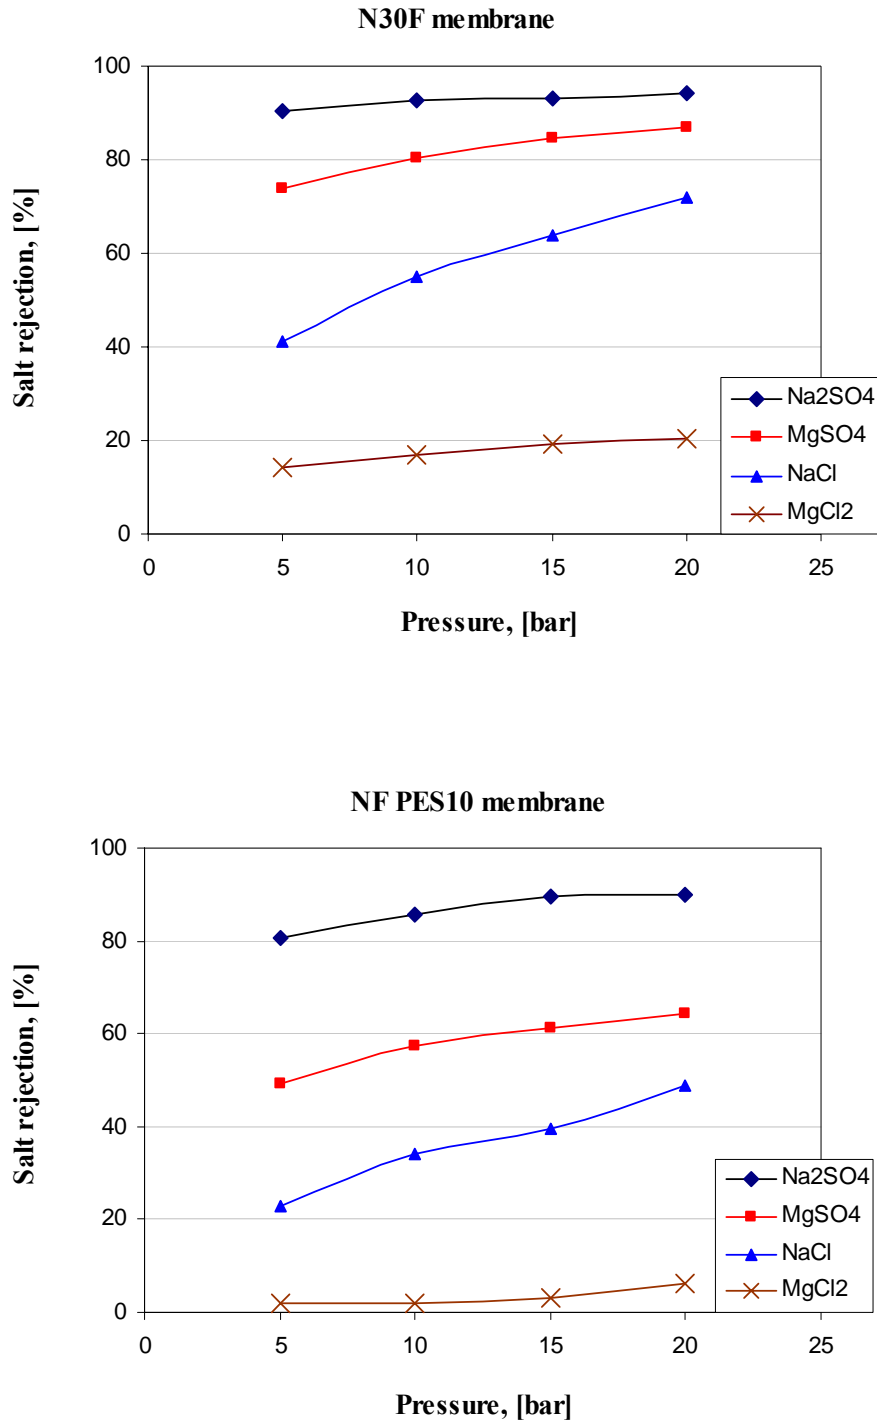 N30F membrane
100
80
60
40
20
0
Salt rejection, [%]
0 5 10 15 20 25
Pressure, [bar]
Na2SO4
MgSO4
NaCl
MgCl2
NF PES10 membrane
100
80
60
40
20
0
Salt rejection, [%]
0 5 10 15 20 25
Pressure, [bar]
Na2SO4
MgSO4
NaCl
MgCl2